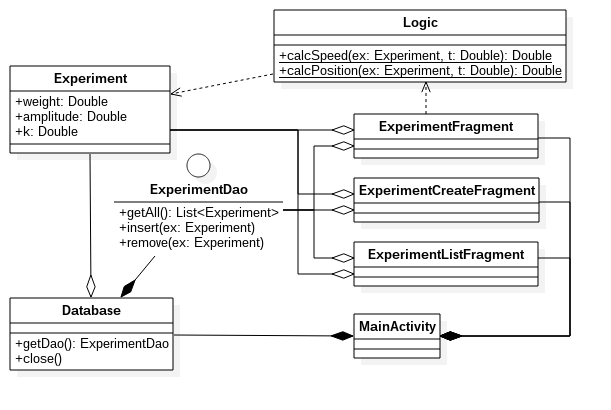 Logic
+calcSpeed(ex: Experiment, t: Double): Double
+calcPosition(ex: Experiment, t: Double): Double
Experiment
+weight: Double
+amplitude: Double
+k: Double
ExperimentFragment
ExperimentDao
+getAll(): List<Experiment>
+insert(ex: Experiment)
+remove(ex: Experiment)
ExperimentCreateFragment
ExperimentListFragment
Database
+getDao(): ExperimentDao
+close()
MainActivity